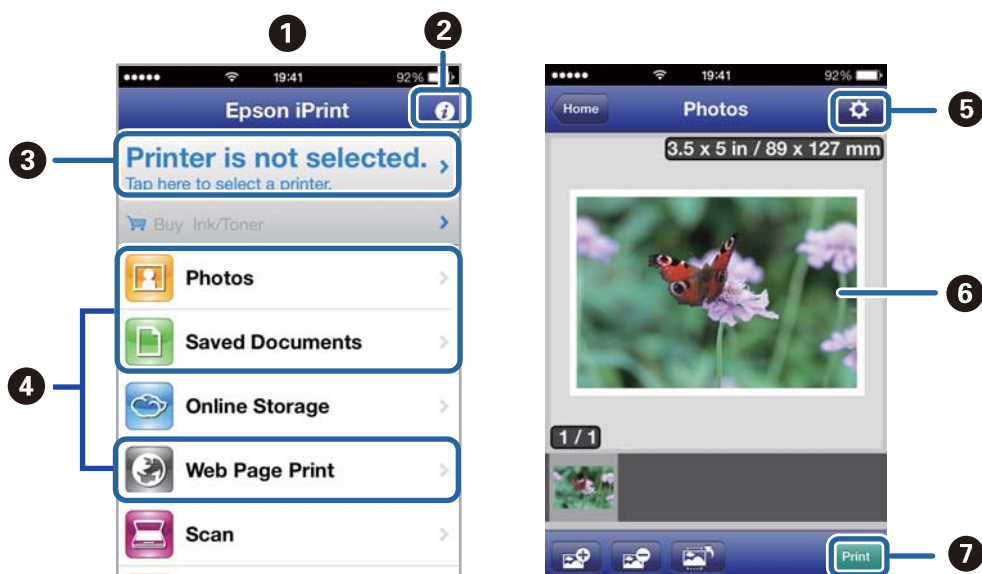 1
2
19:41
92%
Epson iPrint
3
Printer is not selected.
Tap here to select a printer.
Buy Ink/Toner
Photos
Saved Documents
4
Online Storage
Web Page Print
Scan
19:41
92%
Home
Photos
5
3.5 x 5 in / 89 x 127 mm
6
1 / 1
Print
7